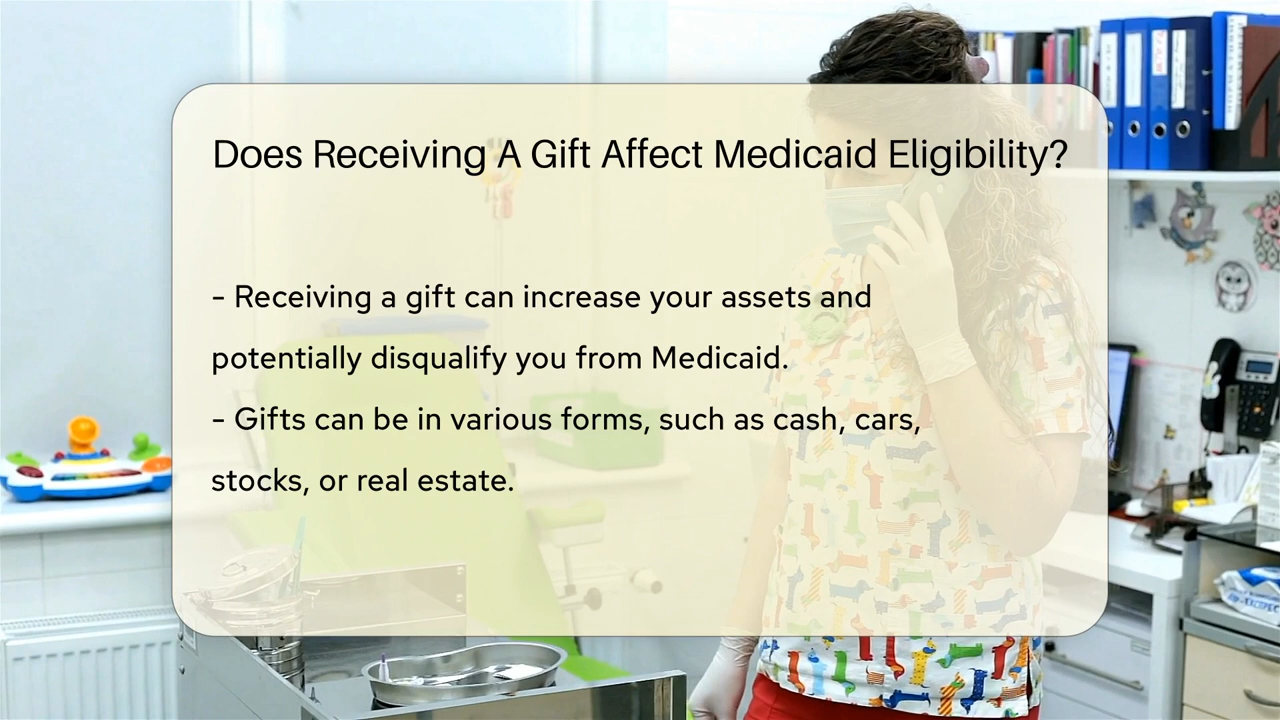 Does Receiving A Gift Affect Medicaid Eligibility?
- Receiving a gift can increase your assets and
potentially disqualify you from Medicaid.
- Gifts can be in various forms, such as cash, cars,
stocks, or real estate.